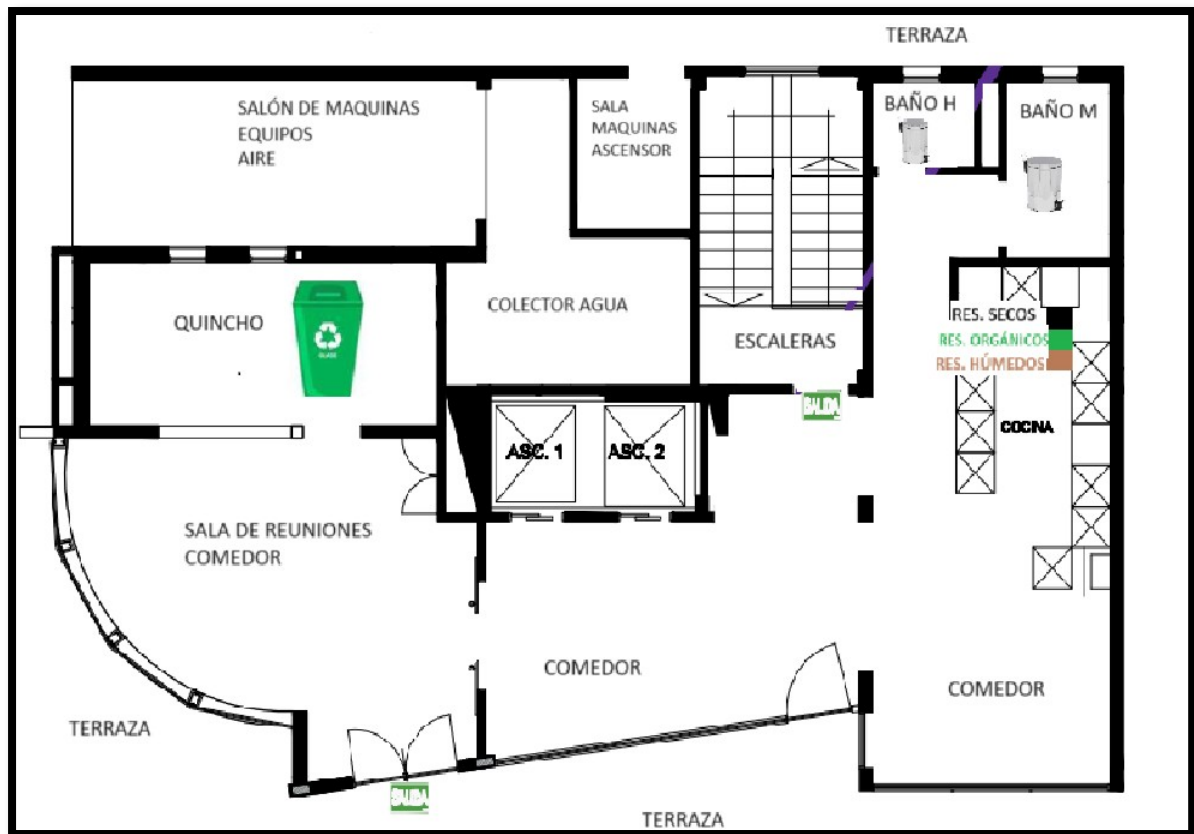 TERRAZA
SALÓN DE MAQUINAS
EQUIPOS
AIRE
SALA
MAQUINAS
ASCENSOR
BAÑO H
BAÑO M
QUINCHO
GLASS
COLECTOR AGUA
ESCALERAS
RES. SECOS
RES. ORGÁNICOS
RES. HÚMEDOS
SALIDA
COCINA
ASC. 1
ASC. 2
SALA DE REUNIONES
COMEDOR
COMEDOR
COMEDOR
TERRAZA
SALIDA
TERRAZA